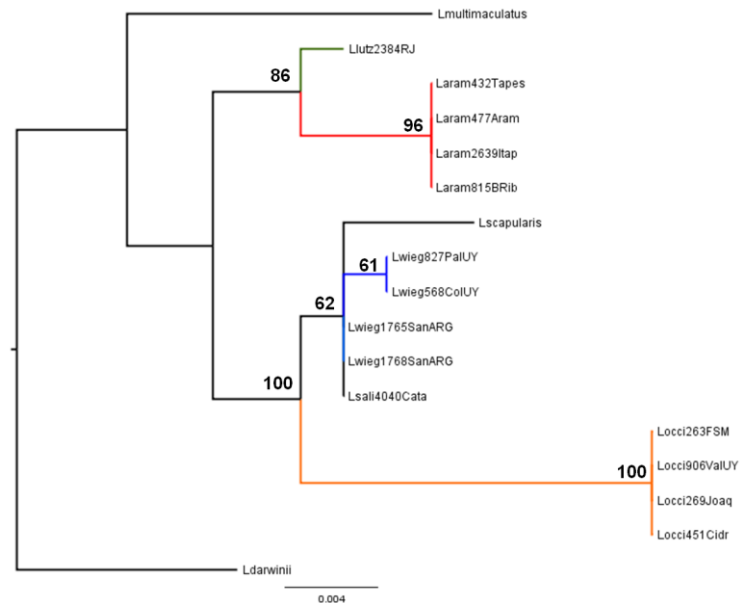 Lmultimaculatus
Llutz2384RJ
86
Laram432Tapes
Laram477Aram
96
Laram2639Itap
Laram815BRib
Lscapularis
Lwieg827PalUY
61
Lwieg568ColUY
62
Lwieg1765SanARG
Lwieg1768SanARG
100
Lsali4040Cata
Locci263FSM
100
Locci906ValUY
Locci269Joaq
Locci451Cidr
Ldarwinii
0.004